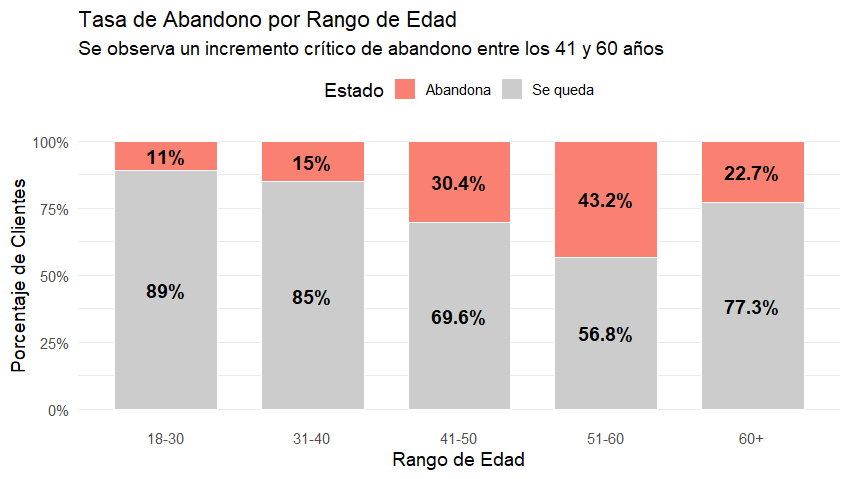 Tasa de Abandono por Rango de Edad
Se observa un incremento crítico de abandono entre los 41 y 60 años
Estado Abandona Se queda
Porcentaje de Clientes
100%
75%
50%
25%
0%
11% 15% 30.4% 43.2% 22.7%
89% 85% 69.6% 56.8% 77.3%
18-30 31-40 41-50 51-60 60+
Rango de Edad